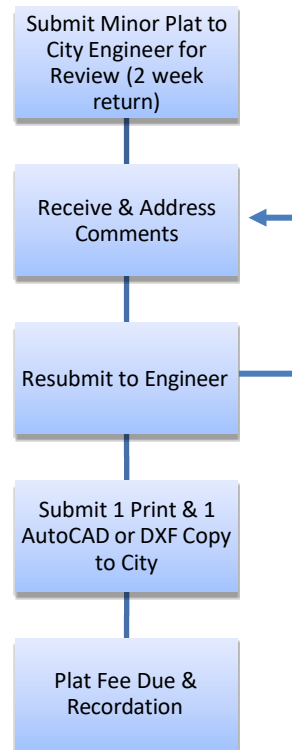 Submit Minor Plat to
City Engineer for
Review (2 week
return)
Receive & Address
Comments
Resubmit to Engineer
Submit 1 Print & 1
AutoCAD or DXF Copy
to City
Plat Fee Due &
Recordation